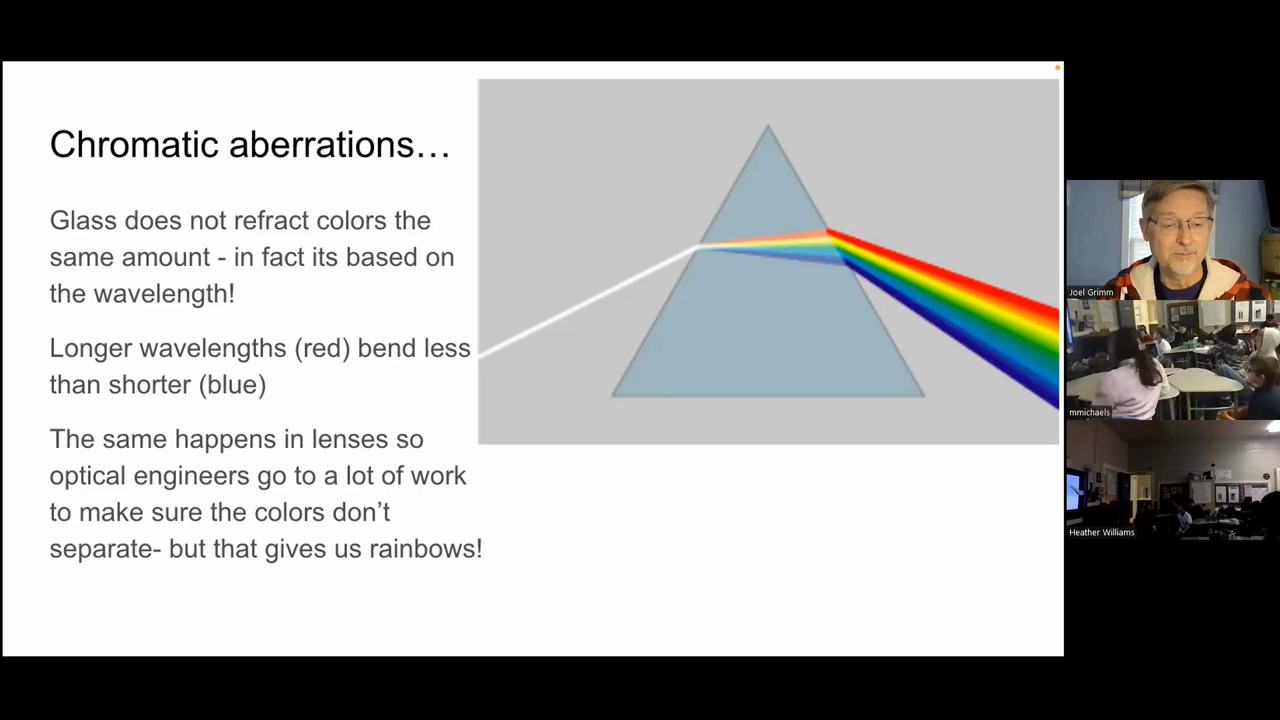 Chromatic aberrations…
Glass does not refract colors the
same amount - in fact its based on
the wavelength!
Longer wavelengths (red) bend less
than shorter (blue)
The same happens in lenses so
optical engineers go to a lot of work
to make sure the colors don’t
separate- but that gives us rainbows!
Joel Grimm
mmichaels
Heather Williams